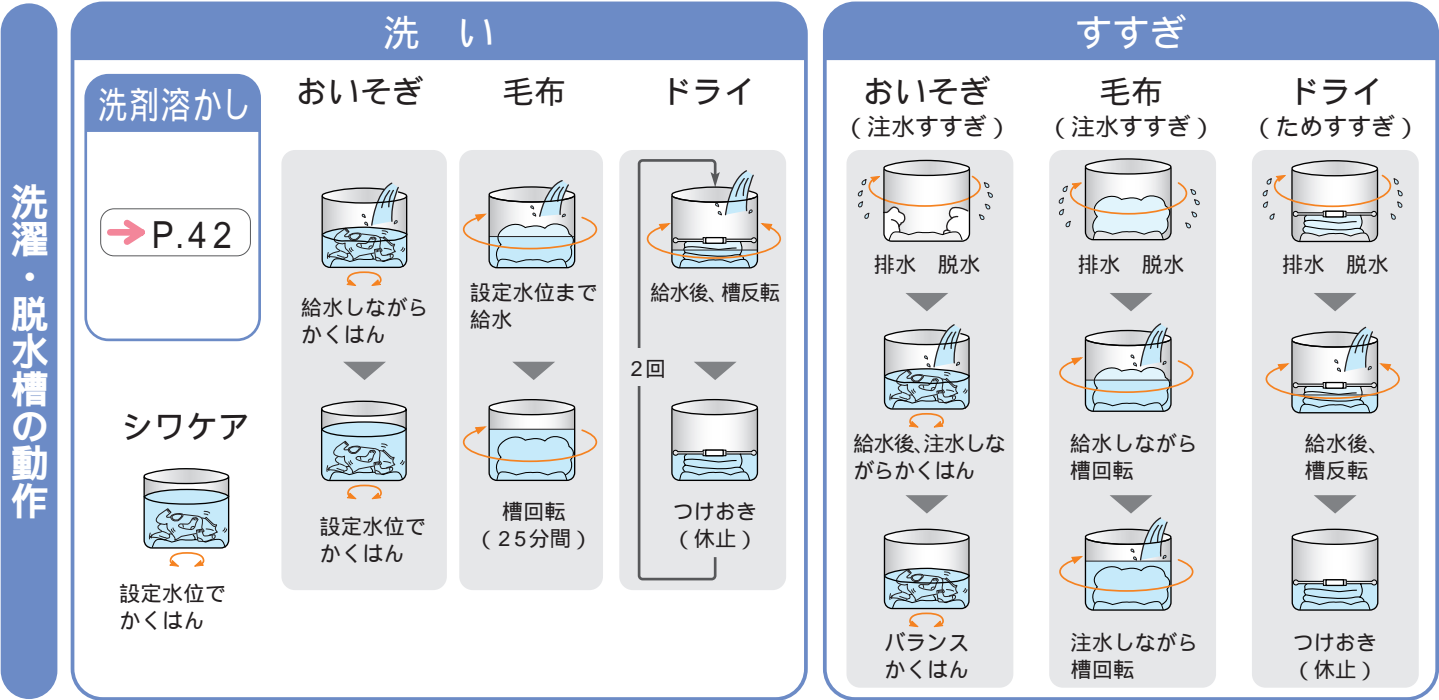 洗濯・脱水槽の動作
洗 い
洗剤溶かし
P.42
シワケア
設定水位で
かくはん
おいそぎ
給水しながら
かくはん
設定水位で
かくはん
毛布
設定水位まで
給水
槽回転
(25分間)
ドライ
給水後、槽反転
2回
つけおき
(休止)
すすぎ
おいそぎ
(注水すすぎ)
排水 脱水
給水後、注水しな
がらかくはん
バランス
かくはん
毛布
(注水すすぎ)
排水 脱水
給水しながら
槽回転
注水しながら
槽回転
ドライ
(ためすすぎ)
排水 脱水
給水後、
槽反転
つけおき
(休止)